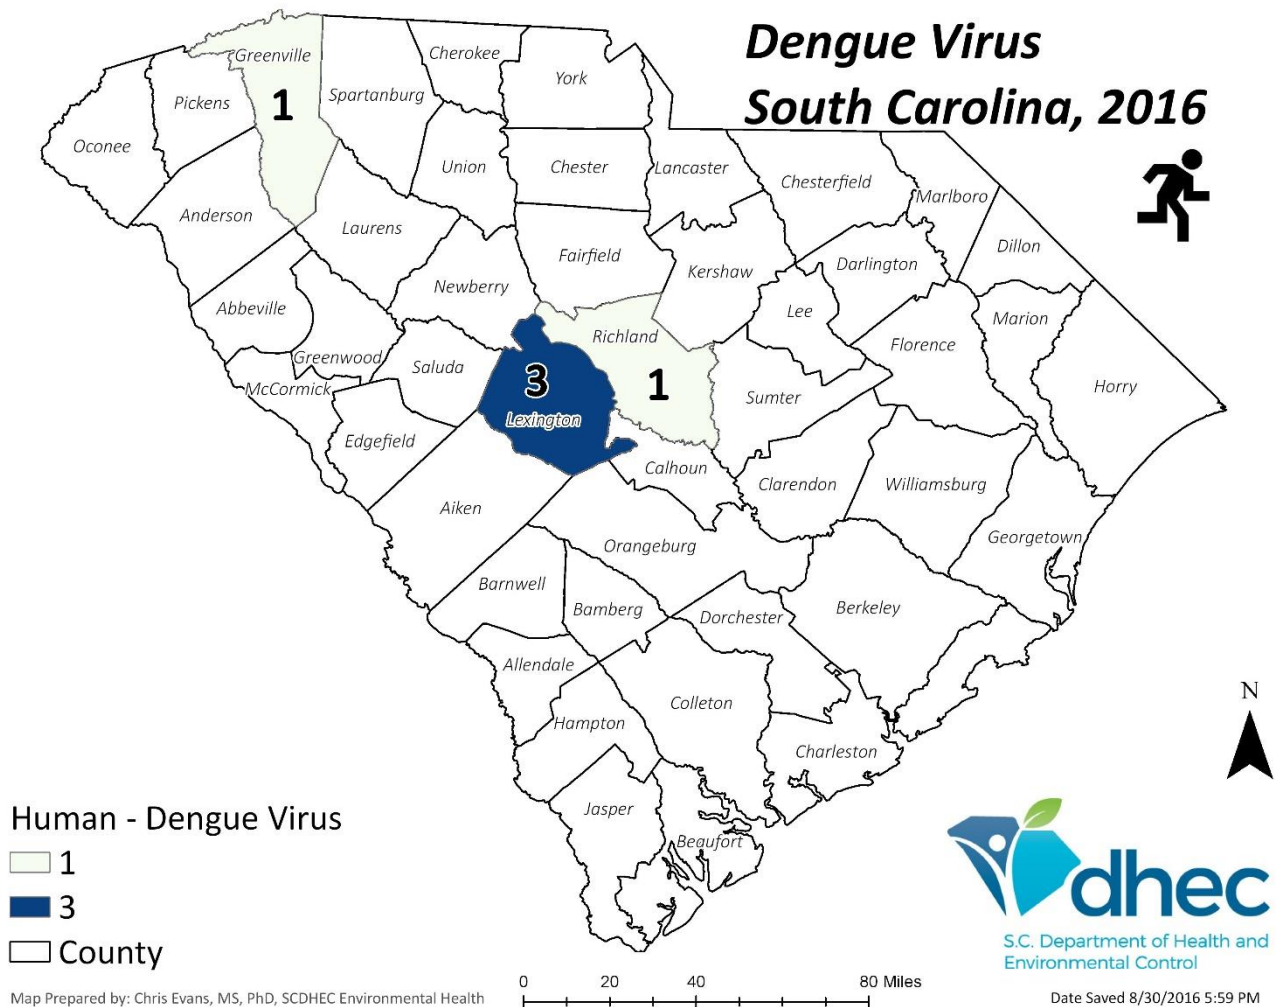 Dengue Virus
South Carolina, 2016
Greenville
1
Cherokee
York
Pickens
Spartanburg
Oconee
Union
Chester
Lancaster
Chesterfield
Marlboro
Anderson
Laurens
Fairfield
Kershaw
Darlington
Dillon
Newberry
Abbeville
Lee
Marion
Richland
1
Greenwood
Saluda
Florence
McCormick
3
Lexington
Sumter
Horry
Edgefield
Calhoun
Clarendon
Williamsburg
Aiken
Orangeburg
Georgetown
Barnwell
Bamberg
Dorchester
Berkeley
Allendale
Colleton
Hampton
Charleston
Jasper
Beaufort
N
Human - Dengue Virus
1
3
County
Map Prepared by: Chris Evans, MS, PhD, SCDHEC Environmental Health
0 20 40 80 Miles
dhec
S.C. Department of Health and
Environmental Control
Date Saved 8/30/2016 5:59 PM